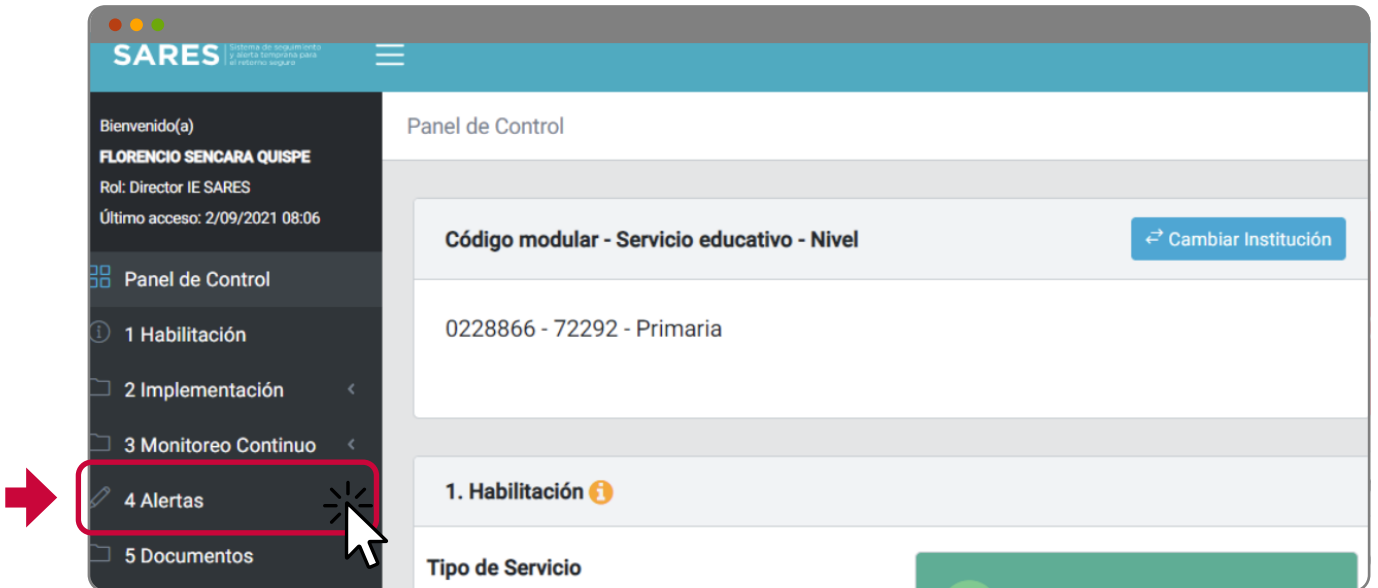 SARES
Sistema de seguimiento
y alerta temprana para
el retorno seguro
Bienvenido(a)
FLORENCIO SENCARA QUISPE
Rol: Director IE SARES
Último acceso: 2/09/2021 08:06
Panel de Control
1 Habilitación
2 Implementación
3 Monitoreo Continuo
4 Alertas
5 Documentos
Panel de Control
Código modular - Servicio educativo - Nivel
Cambiar Institución
0228866 - 72292 - Primaria
1. Habilitación
Tipo de Servicio